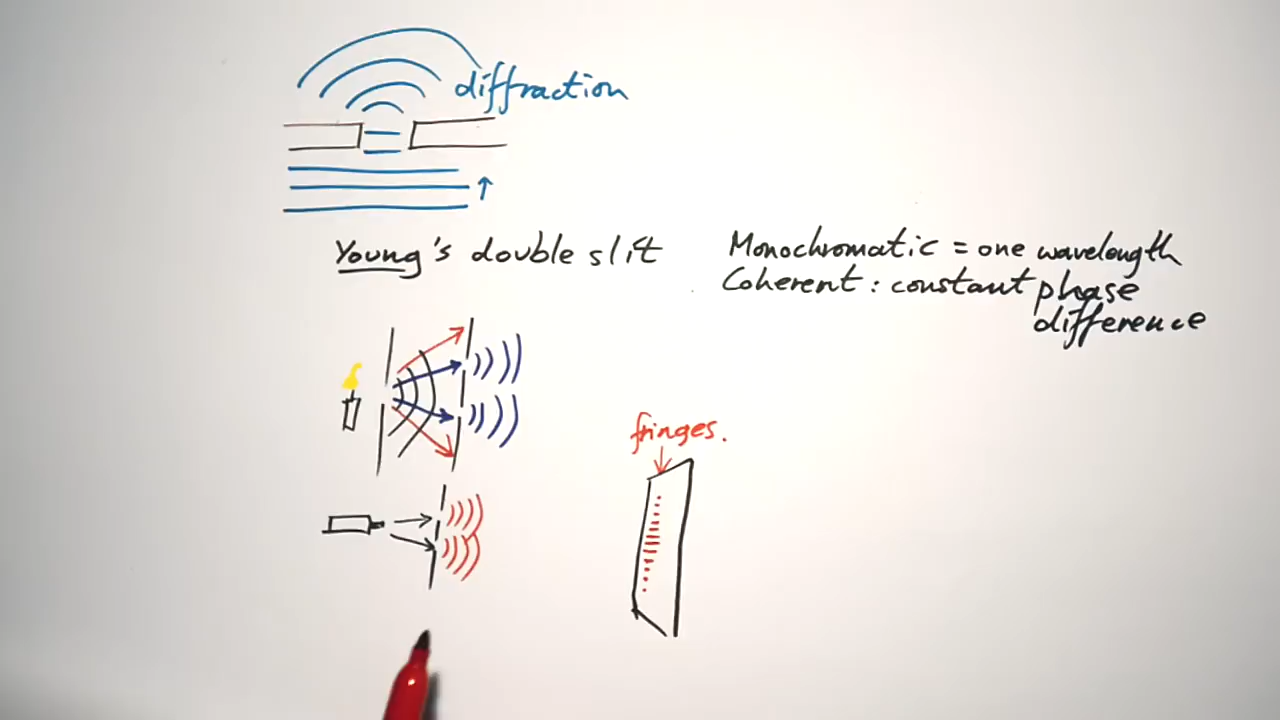 diffraction
Young's double slit
Monochromatic = one wavelength
Coherent : constant phase
difference
fringes.